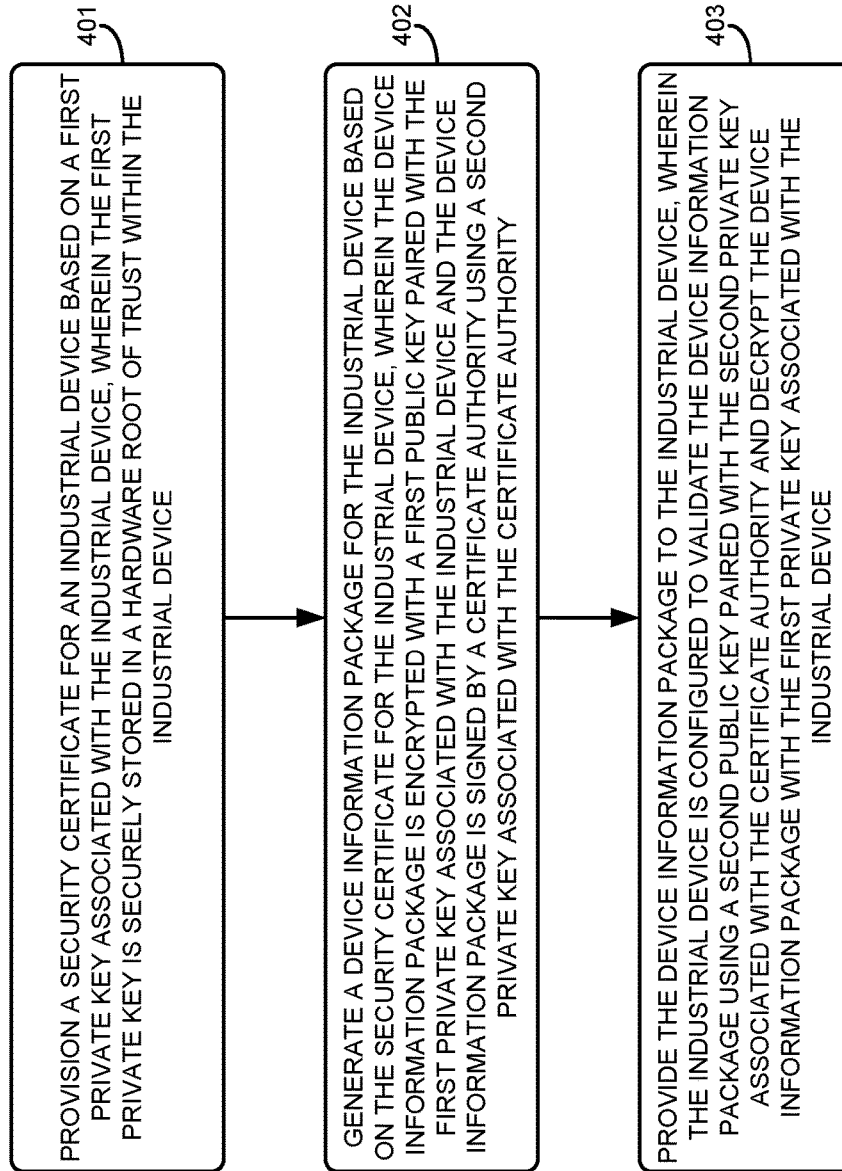 401
PROVISION A SECURITY CERTIFICATE FOR AN INDUSTRIAL DEVICE BASED ON A FIRST
PRIVATE KEY ASSOCIATED WITH THE INDUSTRIAL DEVICE, WHEREIN THE FIRST
PRIVATE KEY IS SECURELY STORED IN A HARDWARE ROOT OF TRUST WITHIN THE
INDUSTRIAL DEVICE
402
GENERATE A DEVICE INFORMATION PACKAGE FOR THE INDUSTRIAL DEVICE BASED
ON THE SECURITY CERTIFICATE FOR THE INDUSTRIAL DEVICE, WHEREIN THE DEVICE
INFORMATION PACKAGE IS ENCRYPTED WITH A FIRST PUBLIC KEY PAIRED WITH THE
FIRST PRIVATE KEY ASSOCIATED WITH THE INDUSTRIAL DEVICE AND THE DEVICE
INFORMATION PACKAGE IS SIGNED BY A CERTIFICATE AUTHORITY USING A SECOND
PRIVATE KEY ASSOCIATED WITH THE CERTIFICATE AUTHORITY
403
PROVIDE THE DEVICE INFORMATION PACKAGE TO THE INDUSTRIAL DEVICE, WHEREIN
THE INDUSTRIAL DEVICE IS CONFIGURED TO VALIDATE THE DEVICE INFORMATION
PACKAGE USING A SECOND PUBLIC KEY PAIRED WITH THE SECOND PRIVATE KEY
ASSOCIATED WITH THE CERTIFICATE AUTHORITY AND DECRYPT THE DEVICE
INFORMATION PACKAGE WITH THE FIRST PRIVATE KEY ASSOCIATED WITH THE
INDUSTRIAL DEVICE